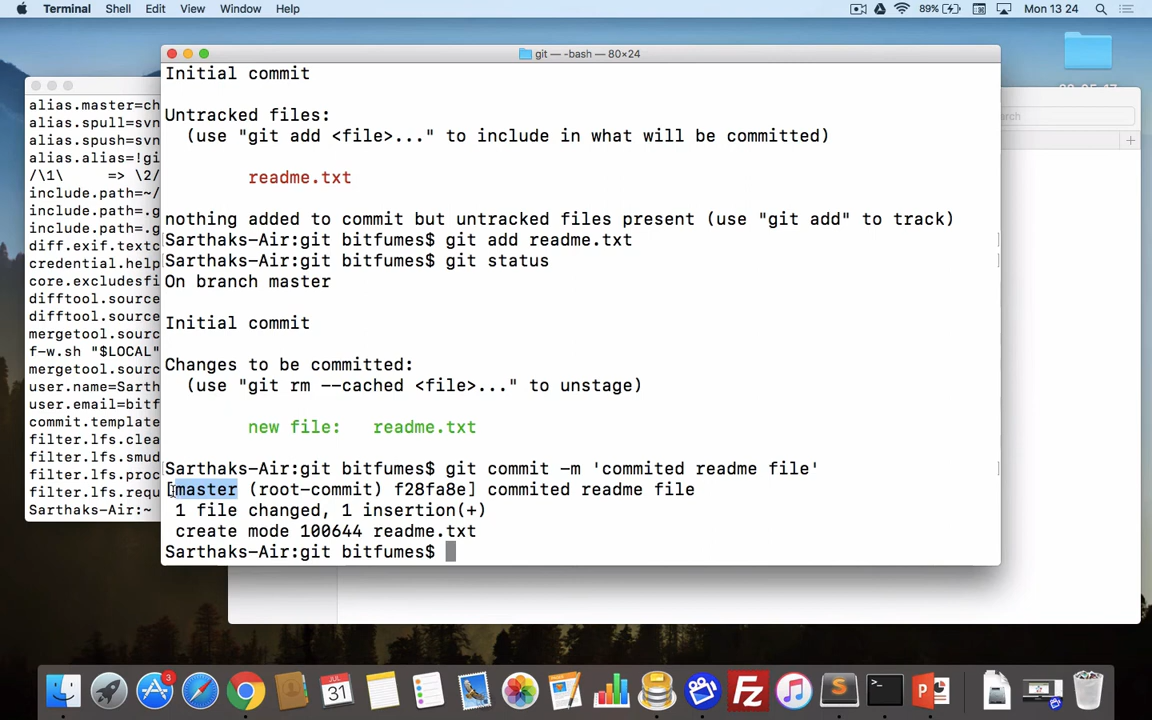 Terminal Shell Edit View Window Help 89% Mon 13 24
git — -bash — 80×24
Initial commit
Untracked files:
(use "git add <file>..." to include in what will be committed)
readme.txt
nothing added to commit but untracked files present (use "git add" to track)
Sarthaks-Air:git bitfumes$ git add readme.txt
Sarthaks-Air:git bitfumes$ git status
On branch master
Initial commit
Changes to be committed:
(use "git rm --cached <file>..." to unstage)
new file: readme.txt
Sarthaks-Air:git bitfumes$ git commit -m 'commited readme file'
[master (root-commit) f28fa8e] commited readme file
1 file changed, 1 insertion(+)
create mode 100644 readme.txt
Sarthaks-Air:git bitfumes$
alias.master=ch
alias.spull=svn
alias.spush=svn
alias.alias=!gi
/\1\ => \2/
include.path=~/
include.path=.g
include.path=.g
diff.exif.textc
credential.help
core.excludesfi
difftool.source
difftool.source
mergetool.sourc
f-w.sh "$LOCAL"
mergetool.sourc
user.name=Sarth
user.email=bitf
commit.template
filter.lfs.clea
filter.lfs.smud
filter.lfs.proc
filter.lfs.requ
Sarthaks-Air:~
rch
3
JUL
31